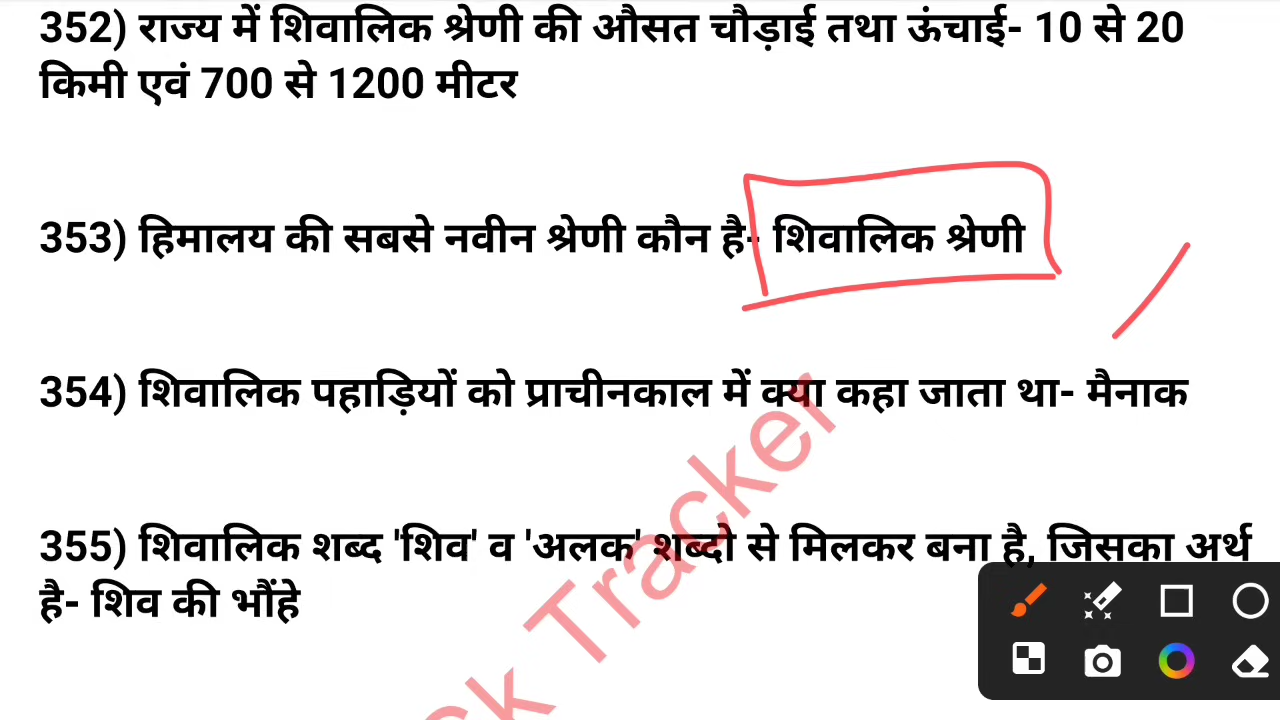 352) राज्य में शिवालिक श्रेणी की औसत चौड़ाई तथा ऊंचाई- 10 से 20
किमी एवं 700 से 1200 मीटर
353) हिमालय की सबसे नवीन श्रेणी कौन है- शिवालिक श्रेणी
354) शिवालिक पहाड़ियों को प्राचीनकाल में क्या कहा जाता था- मैनाक
355) शिवालिक शब्द 'शिव' व 'अलक' शब्दो से मिलकर बना है, जिसका अर्थ
है- शिव की भौंहे
Tracker